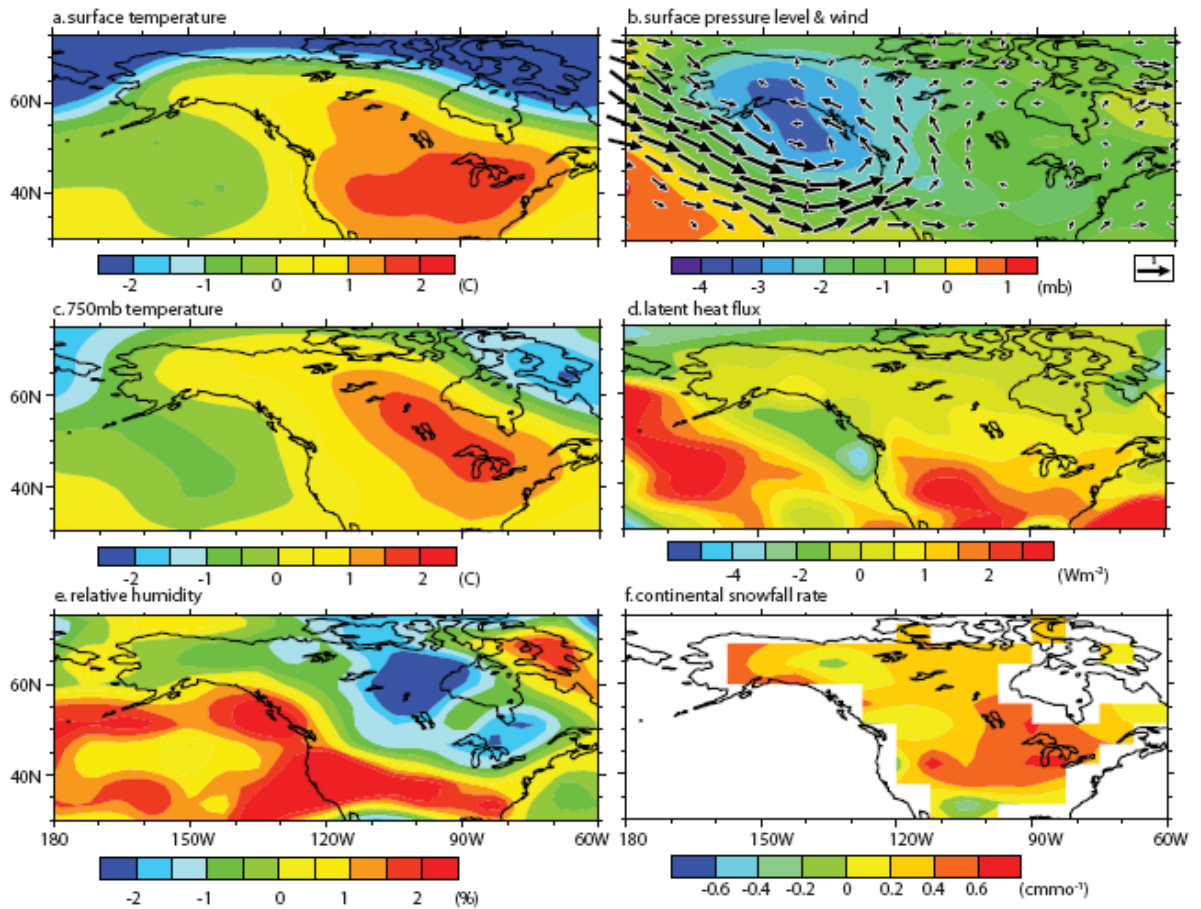 a. surface temperature
b. surface pressure level & wind
60N
40N
-2 -1 0 1 2 (C)
-4 -3 -2 -1 0 1 (mb)
1
c. 750mb temperature
d. latent heat flux
60N
40N
-2 -1 0 1 2 (C)
-4 -2 0 1 2 (Wm-2)
e. relative humidity
f. continental snowfall rate
60N
40N
180 150W 120W 90W 60W
180 150W 120W 90W 60W
-2 -1 0 1 2 (%)
-0.6 -0.4 -0.2 0 0.2 0.4 0.6 (cmmo-1)